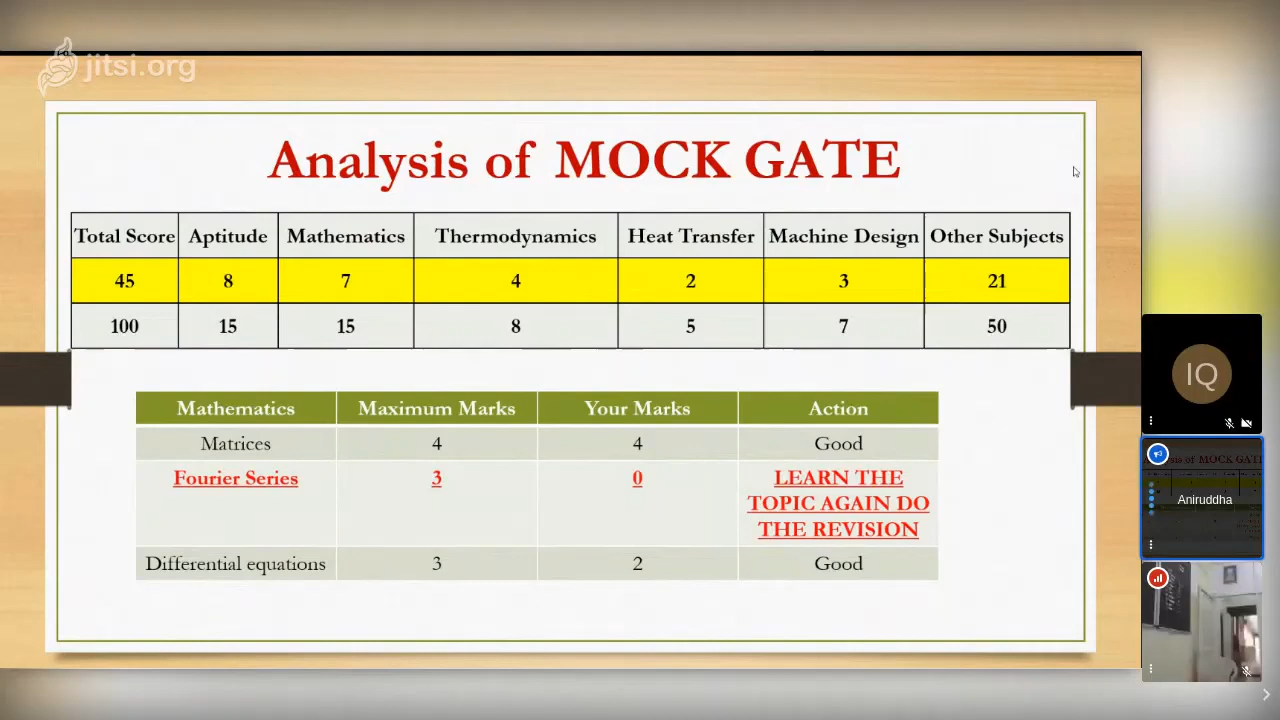 jitsi.org
Analysis of MOCK GATE
Total Score Aptitude Mathematics Thermodynamics Heat Transfer Machine Design Other Subjects
45 8 7 4 2 3 21
100 15 15 8 5 7 50
Mathematics Maximum Marks Your Marks Action
Matrices 4 4 Good
Fourier Series 3 0 LEARN THE
TOPIC AGAIN DO
THE REVISION
Differential equations 3 2 Good
IQ
Aniruddha